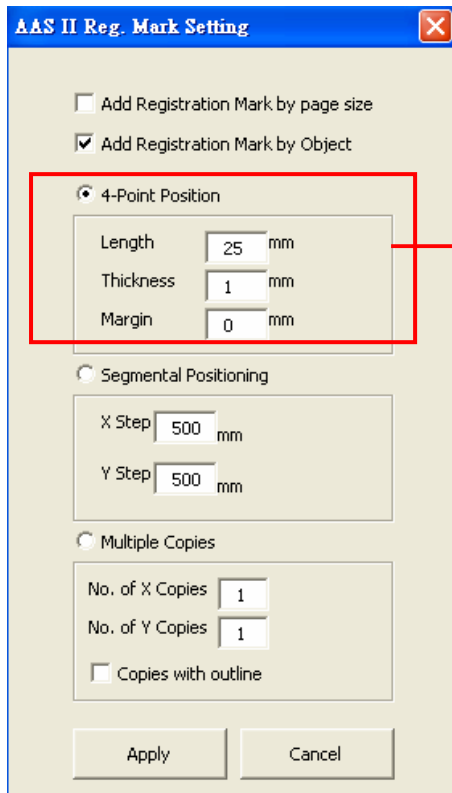 AAS II Reg. Mark Setting
Add Registration Mark by page size
Add Registration Mark by Object
4-Point Position
Length 25 mm
Thickness 1 mm
Margin 0 mm
Segmental Positioning
X Step 500 mm
Y Step 500 mm
Multiple Copies
No. of X Copies 1
No. of Y Copies 1
Copies with outline
Apply Cancel